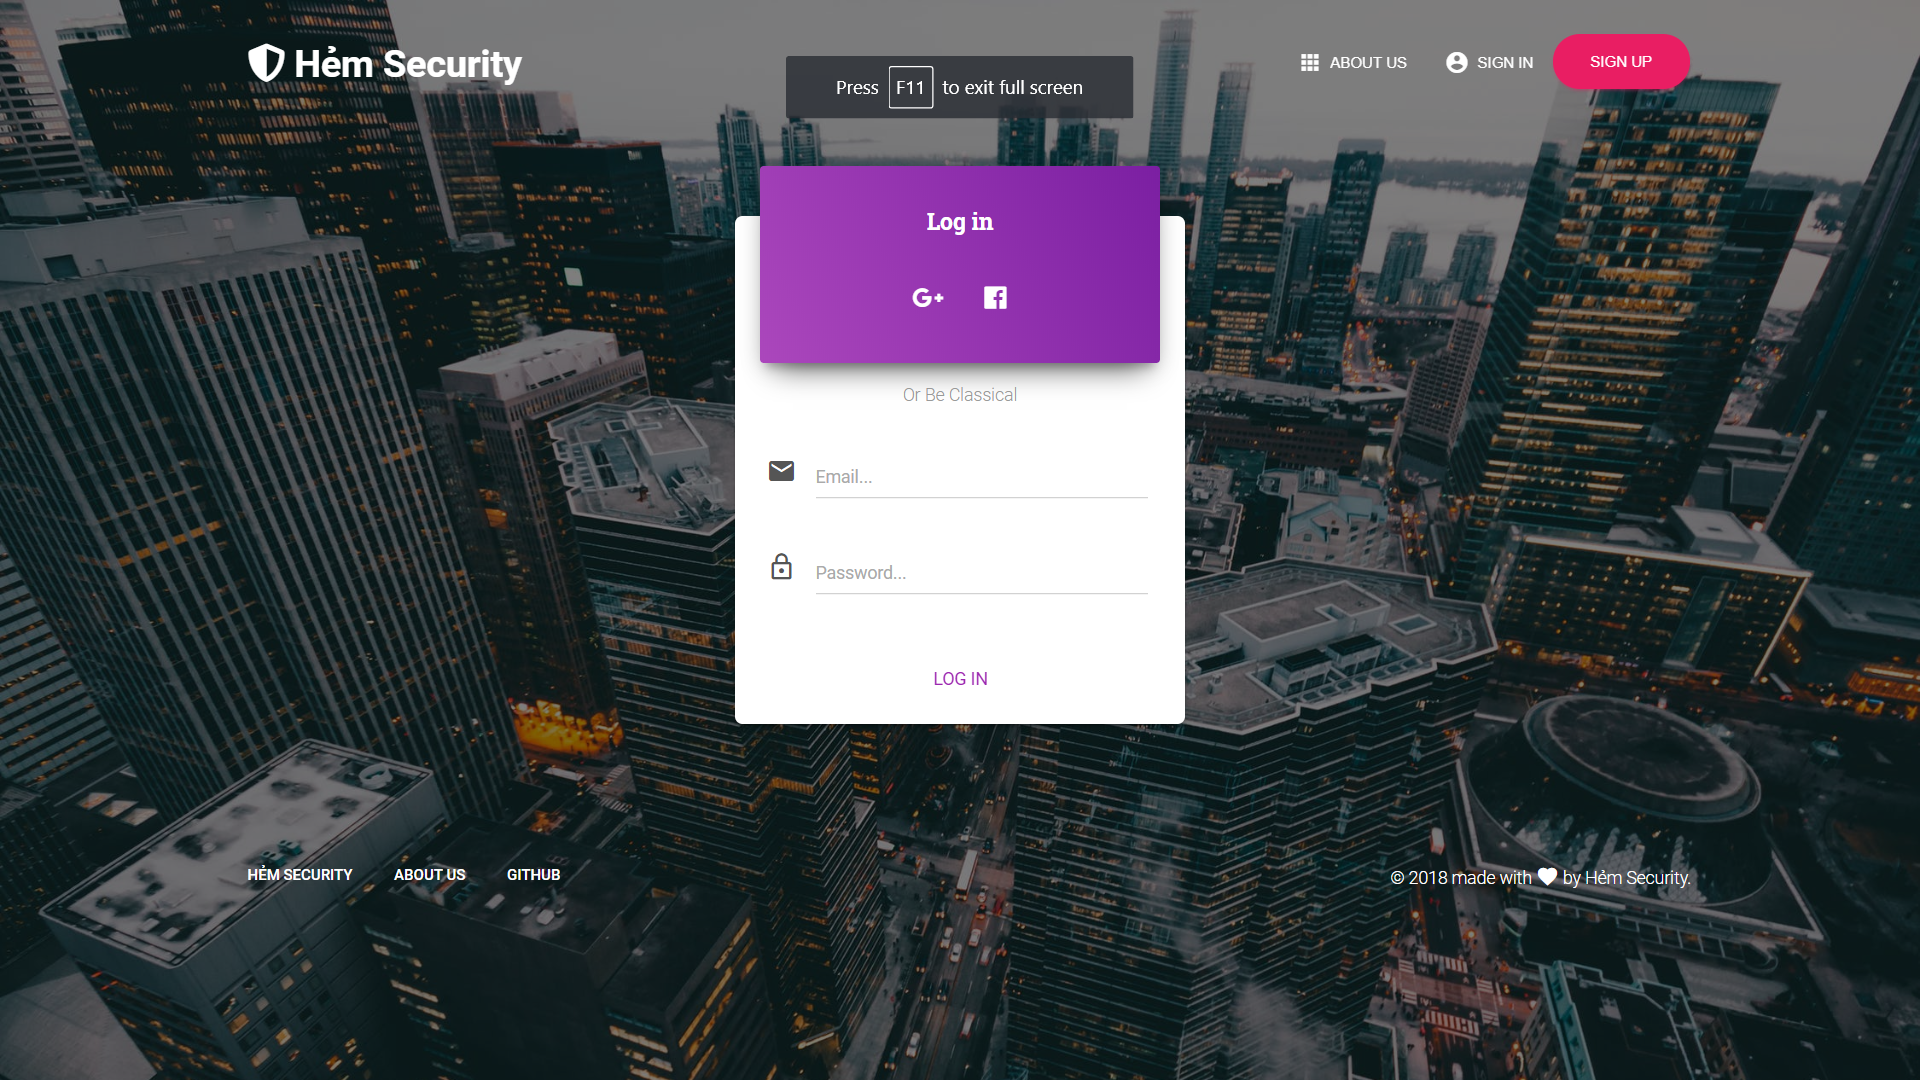 Hẻm Security
ABOUT US
SIGN IN
SIGN UP
Press F11 to exit full screen
Log in
G+
Or Be Classical
Email...
Password...
LOG IN
HẺM SECURITY
ABOUT US
GITHUB
© 2018 made with by Hẻm Security.